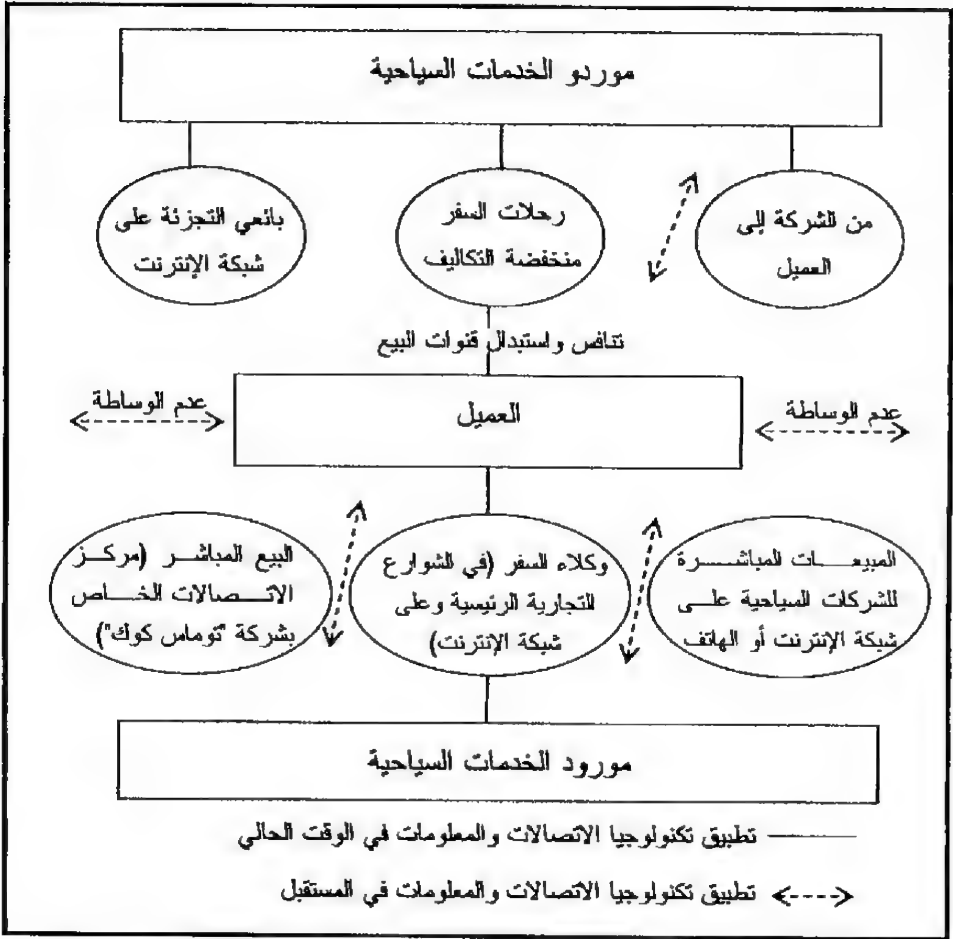 موردو الخدمات السياحية
من الشركة إلى
العميل
رحلات السفر
منخفضة التكاليف
بائعي التجزئة على
شبكة الإنترنت
تنافس واستبدال قنوات البيع
عدم الوساطة
العميل
عدم الوساطة
المبيعات المباشرة
للشركات السياحية على
شبكة الإنترنت أو الهاتف
وكلاء السفر (في الشوارع
التجارية الرئيسية وعلى
شبكة الإنترنت)
البيع المباشر (مركز
الاتصالات الخاص
بشركة "توماس كوك")
مورود الخدمات السياحية
تطبيق تكنولوجيا الاتصالات والمعلومات في الوقت الحالي
تطبيق تكنولوجيا الاتصالات والمعلومات في المستقبل